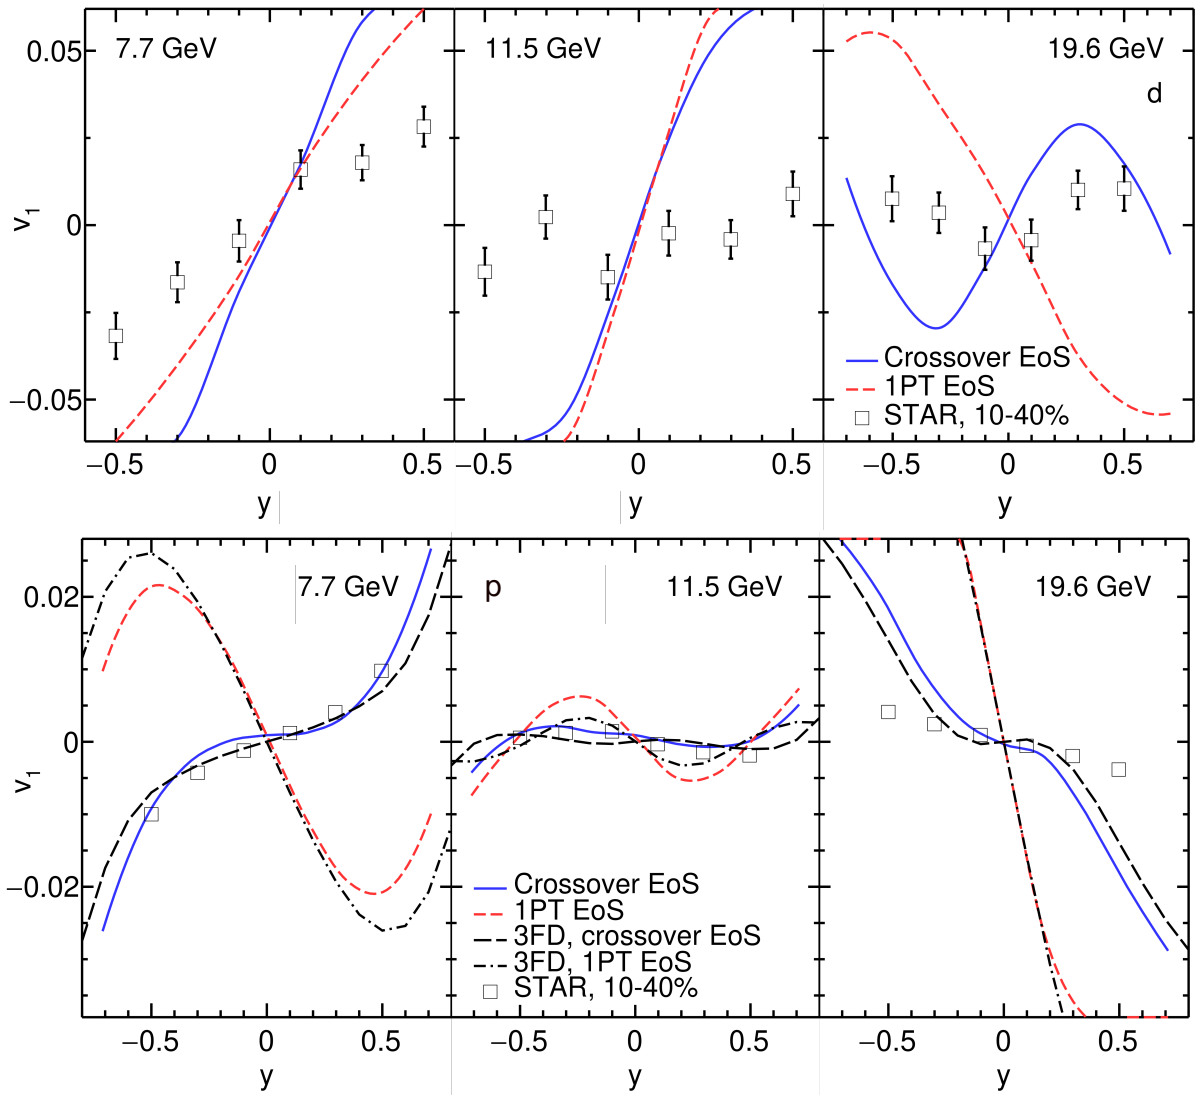 7.7 GeV
11.5 GeV
19.6 GeV
d
0.05
0
−0.05
v1
Crossover EoS
1PT EoS
STAR, 10-40%
−0.5 0 0.5
−0.5 0 0.5
−0.5 0 0.5
y
y
y
7.7 GeV
p
11.5 GeV
19.6 GeV
0.02
0
−0.02
v1
Crossover EoS
1PT EoS
3FD, crossover EoS
3FD, 1PT EoS
STAR, 10-40%
−0.5 0 0.5
−0.5 0 0.5
−0.5 0 0.5
y
y
y